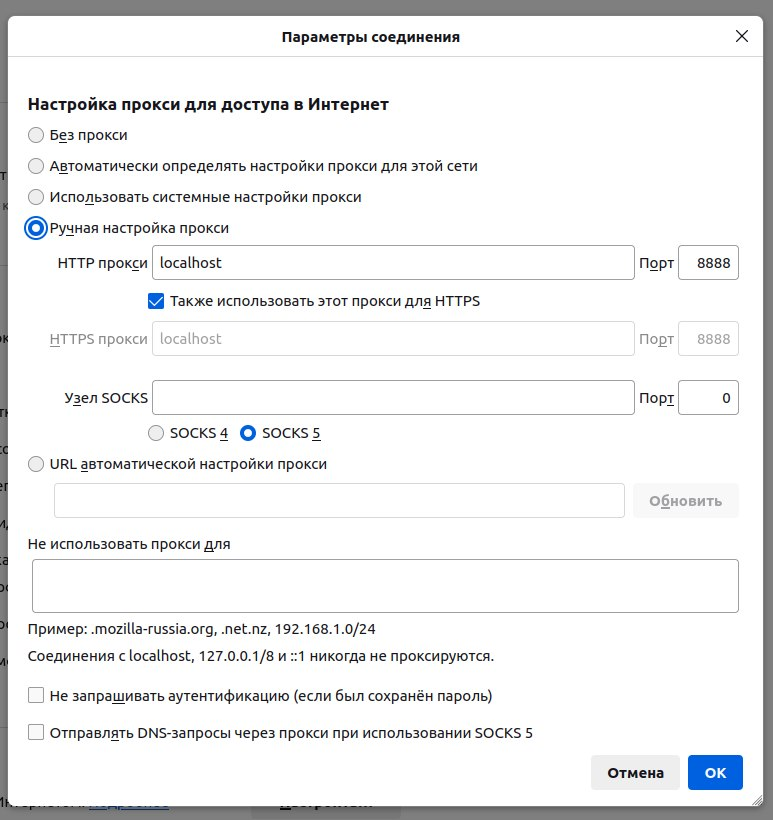 Параметры соединения
Настройка прокси для доступа в Интернет
Без прокси
Автоматически определять настройки прокси для этой сети
Использовать системные настройки прокси
Ручная настройка прокси
HTTP прокси localhost Порт 8888
Также использовать этот прокси для HTTPS
HTTPS прокси localhost Порт 8888
Узел SOCKS Порт 0
SOCKS 4 SOCKS 5
URL автоматической настройки прокси
Обновить
Не использовать прокси для
Пример: .mozilla-russia.org, .net.nz, 192.168.1.0/24
Соединения с localhost, 127.0.0.1/8 и ::1 никогда не проксируются.
Не запрашивать аутентификацию (если был сохранён пароль)
Отправлять DNS-запросы через прокси при использовании SOCKS 5
Отмена OK